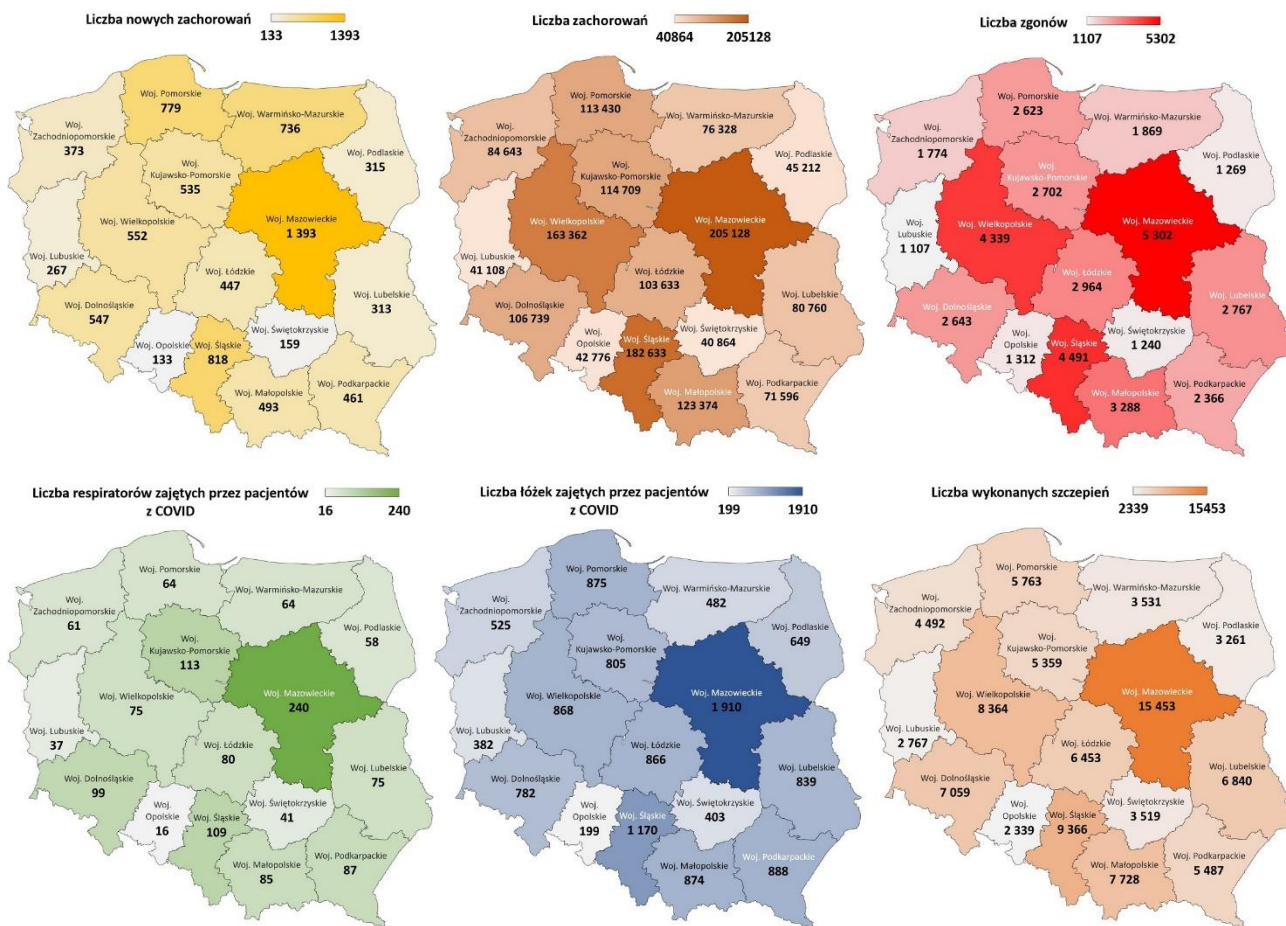 Liczba nowych zachorowań
133 1393
Woj. Pomorskie
779
Woj. Warmińsko-Mazurskie
736
Woj.
Zachodniopomorskie
373
Woj. Podlaskie
315
Woj.
Kujawsko-Pomorskie
535
Woj. Mazowieckie
1 393
Woj. Wielkopolskie
552
Woj. Lubuskie
267
Woj. Łódzkie
447
Woj. Lubelskie
313
Woj. Dolnośląskie
547
Woj. Opolskie
133
Woj. Śląskie
818
Woj. Świętokrzyskie
159
Woj. Małopolskie
493
Woj. Podkarpackie
461
Liczba zachorowań
40864 205128
Woj. Pomorskie
113 430
Woj. Warmińsko-Mazurskie
76 328
Woj.
Zachodniopomorskie
84 643
Woj. Podlaskie
45 212
Woj.
Kujawsko-Pomorskie
114 709
Woj. Mazowieckie
205 128
Woj. Wielkopolskie
163 362
Woj. Lubuskie
41 108
Woj. Łódzkie
103 633
Woj. Lubelskie
80 760
Woj. Dolnośląskie
106 739
Woj.
Opolskie
42 776
Woj. Śląskie
182 633
Woj. Świętokrzyskie
40 864
Woj. Małopolskie
123 374
Woj. Podkarpackie
71 596
Liczba zgonów
1107 5302
Woj. Pomorskie
2 623
Woj. Warmińsko-Mazurskie
1 869
Woj.
Zachodniopomorskie
1 774
Woj. Podlaskie
1 269
Woj.
Kujawsko-Pomorskie
2 702
Woj. Mazowieckie
5 302
Woj. Wielkopolskie
4 339
Woj.
Lubuskie
1 107
Woj. Łódzkie
2 964
Woj. Lubelskie
2 767
Woj. Dolnośląskie
2 643
Woj.
Opolskie
1 312
Woj. Śląskie
4 491
Woj. Świętokrzyskie
1 240
Woj. Małopolskie
3 288
Woj. Podkarpackie
2 366
Liczba respiratorów zajętych przez pacjentów
z COVID
16 240
Woj. Pomorskie
64
Woj. Warmińsko-Mazurskie
64
Woj.
Zachodniopomorskie
61
Woj. Podlaskie
58
Woj.
Kujawsko-Pomorskie
113
Woj. Mazowieckie
240
Woj. Wielkopolskie
75
Woj. Lubuskie
37
Woj. Łódzkie
80
Woj. Lubelskie
75
Woj. Dolnośląskie
99
Woj.
Opolskie
16
Woj. Śląskie
109
Woj. Świętokrzyskie
41
Woj. Małopolskie
85
Woj. Podkarpackie
87
Liczba łóżek zajętych przez pacjentów
z COVID
199 1910
Woj. Pomorskie
875
Woj. Warmińsko-Mazurskie
482
Woj.
Zachodniopomorskie
525
Woj. Podlaskie
649
Woj.
Kujawsko-Pomorskie
805
Woj. Mazowieckie
1 910
Woj. Wielkopolskie
868
Woj. Lubuskie
382
Woj. Łódzkie
866
Woj. Lubelskie
839
Woj. Dolnośląskie
782
Woj.
Opolskie
199
Woj. Śląskie
1 170
Woj. Świętokrzyskie
403
Woj. Małopolskie
874
Woj. Podkarpackie
888
Liczba wykonanych szczepień
2339 15453
Woj. Pomorskie
5 763
Woj. Warmińsko-Mazurskie
3 531
Woj.
Zachodniopomorskie
4 492
Woj. Podlaskie
3 261
Woj.
Kujawsko-Pomorskie
5 359
Woj. Mazowieckie
15 453
Woj. Wielkopolskie
8 364
Woj. Lubuskie
2 767
Woj. Łódzkie
6 453
Woj. Lubelskie
6 840
Woj. Dolnośląskie
7 059
Woj.
Opolskie
2 339
Woj. Śląskie
9 366
Woj. Świętokrzyskie
3 519
Woj. Małopolskie
7 728
Woj. Podkarpackie
5 487